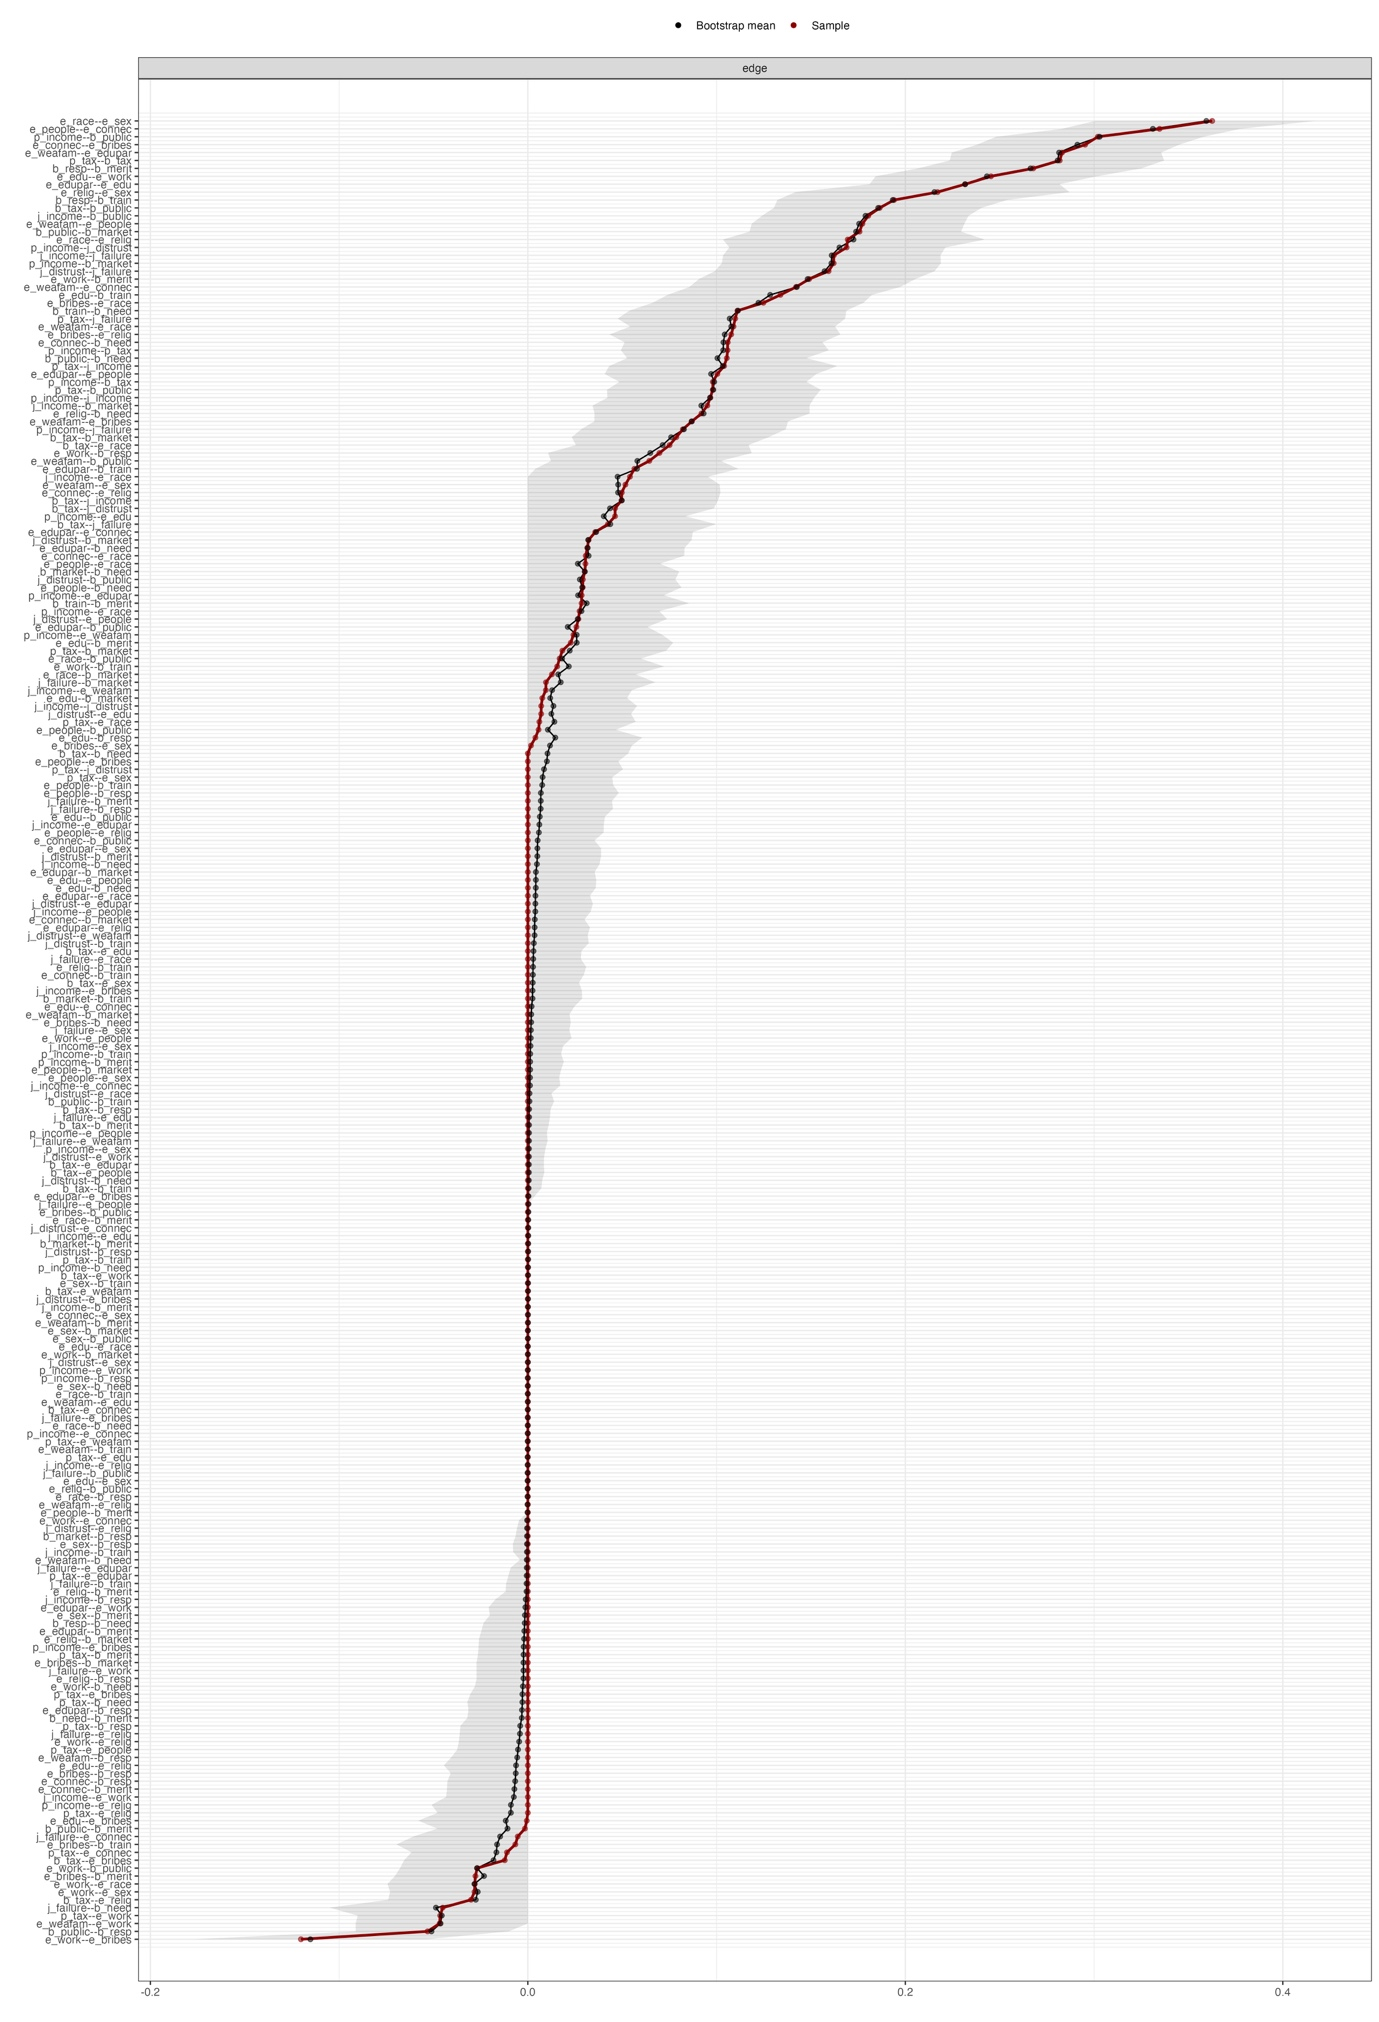 Bootstrap mean Sample
edge
e_race--e_sex
e_people--e_connec
p_income--b_public
e_connec--e_bribes
e_weafam--e_edupar
p_tax--b_tax
b_resp--b_merit
e_edu--e_work
e_edupar--e_edu
e_relig--e_sex
b_resp--b_train
b_tax--b_public
j_income--b_public
e_weafam--e_people
b_public--b_market
e_race--e_relig
p_income--j_distrust
j_income--j_failure
p_income--b_market
j_distrust--j_failure
e_work--b_merit
e_weafam--e_connec
e_edu--b_train
e_bribes--e_race
b_train--b_need
p_tax--j_failure
e_weafam--e_race
e_bribes--e_relig
e_connec--b_need
p_income--p_tax
b_public--b_need
p_tax--j_income
e_edupar--e_people
p_income--b_tax
p_tax--b_public
p_income--j_income
j_income--b_market
e_relig--b_need
e_weafam--e_bribes
p_income--j_failure
b_tax--b_market
b_tax--e_race
e_work--b_resp
e_weafam--b_public
e_edupar--b_train
j_income--e_race
e_weafam--e_sex
e_connec--e_relig
b_tax--j_income
b_tax--j_distrust
p_income--e_edu
b_tax--j_failure
e_edupar--e_connec
j_distrust--b_market
e_edupar--b_need
e_connec--e_race
e_people--e_race
b_market--b_need
j_distrust--b_public
e_people--b_need
p_income--e_edupar
b_train--b_merit
p_income--e_race
j_distrust--e_people
e_edupar--b_public
p_income--e_weafam
e_edu--b_merit
p_tax--b_market
e_race--b_public
e_work--b_train
e_race--b_market
j_failure--b_market
j_income--e_weafam
e_edu--b_market
j_income--j_distrust
j_distrust--e_edu
p_tax--e_race
e_people--b_public
e_edu--b_resp
e_bribes--e_sex
b_tax--b_need
e_people--e_bribes
p_tax--j_distrust
p_tax--e_sex
e_people--b_train
e_people--b_resp
j_failure--b_merit
j_failure--b_resp
e_edu--b_public
j_income--e_edupar
e_people--e_relig
e_connec--b_public
e_edupar--e_sex
j_distrust--b_merit
j_income--b_need
e_edupar--b_market
e_edu--e_people
e_edu--b_need
e_edupar--e_race
j_distrust--e_edupar
j_income--e_people
e_connec--b_market
e_edupar--e_relig
j_distrust--e_weafam
j_distrust--b_train
b_tax--e_edu
j_failure--e_race
e_relig--b_train
e_connec--b_train
b_tax--e_sex
j_income--e_bribes
b_market--b_train
e_edu--e_connec
e_weafam--b_market
e_bribes--b_need
j_failure--e_sex
e_work--e_people
j_income--e_sex
p_income--b_train
p_income--b_merit
e_people--b_market
e_people--e_sex
j_income--e_connec
j_distrust--e_race
b_public--b_train
b_tax--b_resp
j_failure--e_edu
b_tax--b_merit
p_income--e_people
j_failure--e_weafam
p_income--e_sex
j_distrust--e_work
b_tax--e_edupar
b_tax--e_people
j_distrust--b_need
b_tax--b_train
e_edupar--e_bribes
j_failure--e_people
e_bribes--b_public
e_race--b_merit
j_distrust--e_connec
j_income--e_edu
b_market--b_merit
j_distrust--b_resp
p_tax--b_train
p_income--b_need
b_tax--e_work
e_sex--b_train
b_tax--e_weafam
j_distrust--e_bribes
j_income--b_merit
e_connec--e_sex
e_weafam--b_merit
e_sex--b_market
e_sex--b_public
e_edu--e_race
e_work--b_market
j_distrust--e_sex
p_income--e_work
p_income--b_resp
e_sex--b_need
e_race--b_train
e_weafam--e_edu
b_tax--e_connec
j_failure--e_bribes
e_race--b_need
p_income--e_connec
p_tax--e_weafam
e_weafam--b_train
p_tax--e_edu
j_income--e_relig
j_failure--b_public
e_edu--e_sex
e_relig--b_public
e_race--b_resp
e_weafam--e_relig
e_people--b_merit
e_work--e_connec
j_distrust--e_relig
b_market--b_resp
e_sex--b_resp
j_income--b_train
e_weafam--b_need
j_failure--e_edupar
p_tax--e_edupar
j_failure--b_train
e_relig--b_merit
j_income--b_resp
e_edupar--e_work
e_sex--b_merit
b_resp--b_need
e_edupar--b_merit
e_relig--b_market
p_income--e_bribes
p_tax--b_merit
e_bribes--b_market
j_failure--e_work
e_relig--b_resp
e_work--b_need
p_tax--e_bribes
p_tax--b_need
e_edupar--b_resp
b_need--b_merit
p_tax--b_resp
j_failure--e_relig
e_work--e_relig
p_tax--e_people
e_weafam--b_resp
e_edu--e_relig
e_bribes--b_resp
e_connec--b_resp
e_connec--b_merit
j_income--e_work
p_income--e_relig
p_tax--e_relig
e_edu--e_bribes
b_public--b_merit
j_failure--e_connec
e_bribes--b_train
p_tax--e_connec
b_tax--e_bribes
e_work--b_public
e_bribes--b_merit
e_work--e_race
e_work--e_sex
b_tax--e_relig
j_failure--b_need
p_tax--e_work
e_weafam--e_work
b_public--b_resp
e_work--e_bribes
-0.2 0.0 0.2 0.4